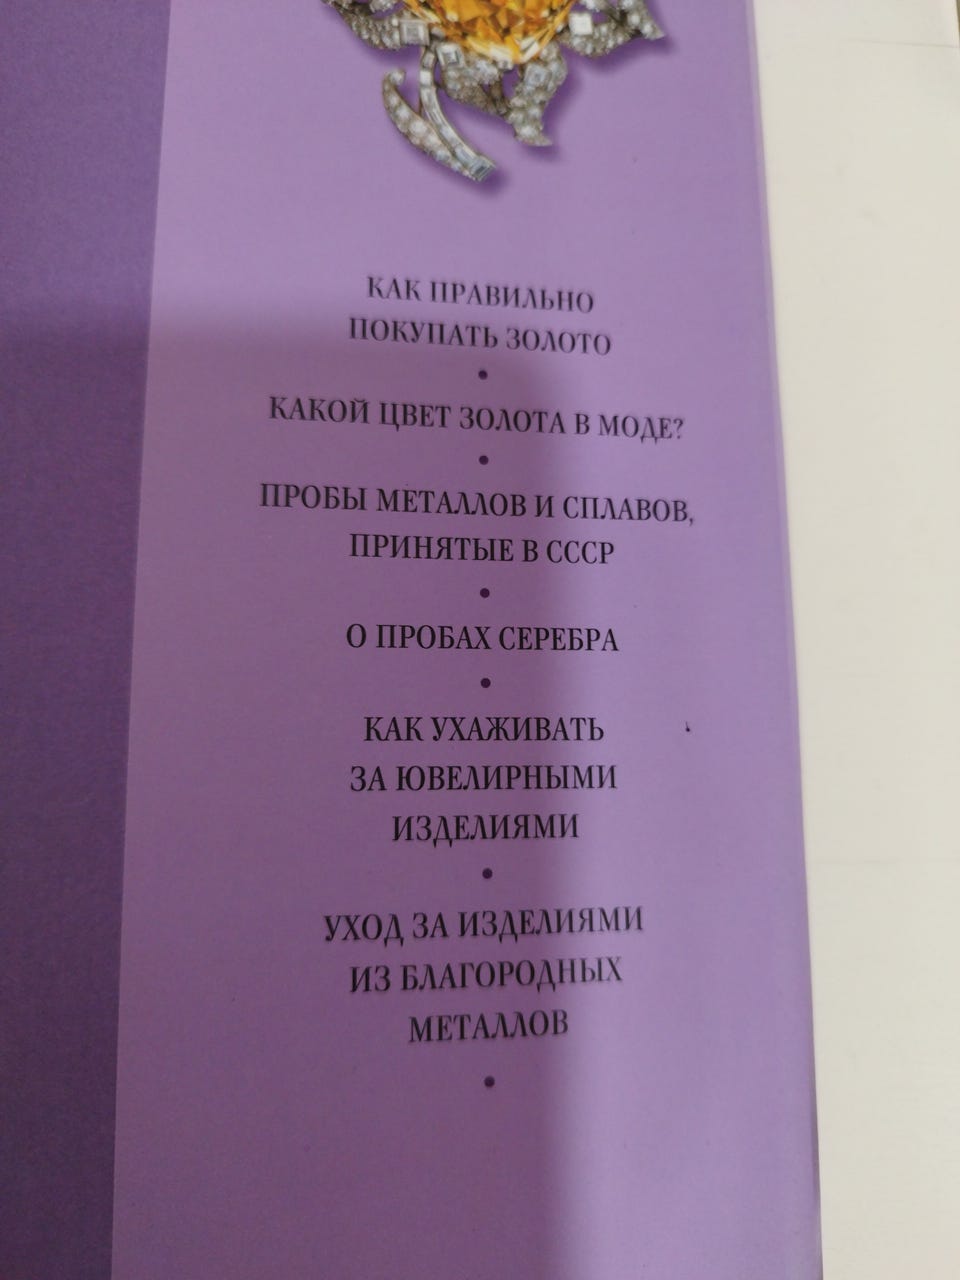 КАК ПРАВИЛЬНО
ПОКУПАТЬ ЗОЛОТО
•
КАКОЙ ЦВЕТ ЗОЛОТА В МОДЕ?
•
ПРОБЫ МЕТАЛЛОВ И СПЛАВОВ,
ПРИНЯТЫЕ В СССР
•
О ПРОБАХ СЕРЕБРА
•
КАК УХАЖИВАТЬ
ЗА ЮВЕЛИРНЫМИ
ИЗДЕЛИЯМИ
•
УХОД ЗА ИЗДЕЛИЯМИ
ИЗ БЛАГОРОДНЫХ
МЕТАЛЛОВ
•